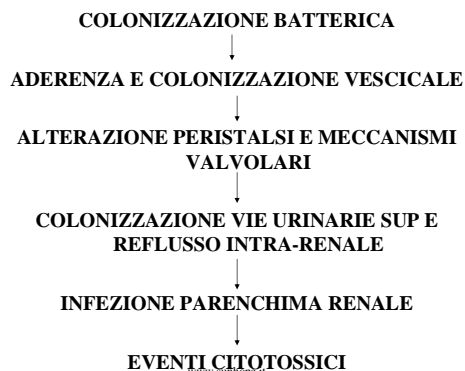 COLONIZZAZIONE BATTERICA
ADERENZA E COLONIZZAZIONE VESCICALE
ALTERAZIONE PERISTALSI E MECCANISMI
VALVOLARI
COLONIZZAZIONE VIE URINARIE SUP E
REFLUSSO INTRA-RENALE
INFEZIONE PARENCHIMA RENALE
EVENTI CITOTOSSICI